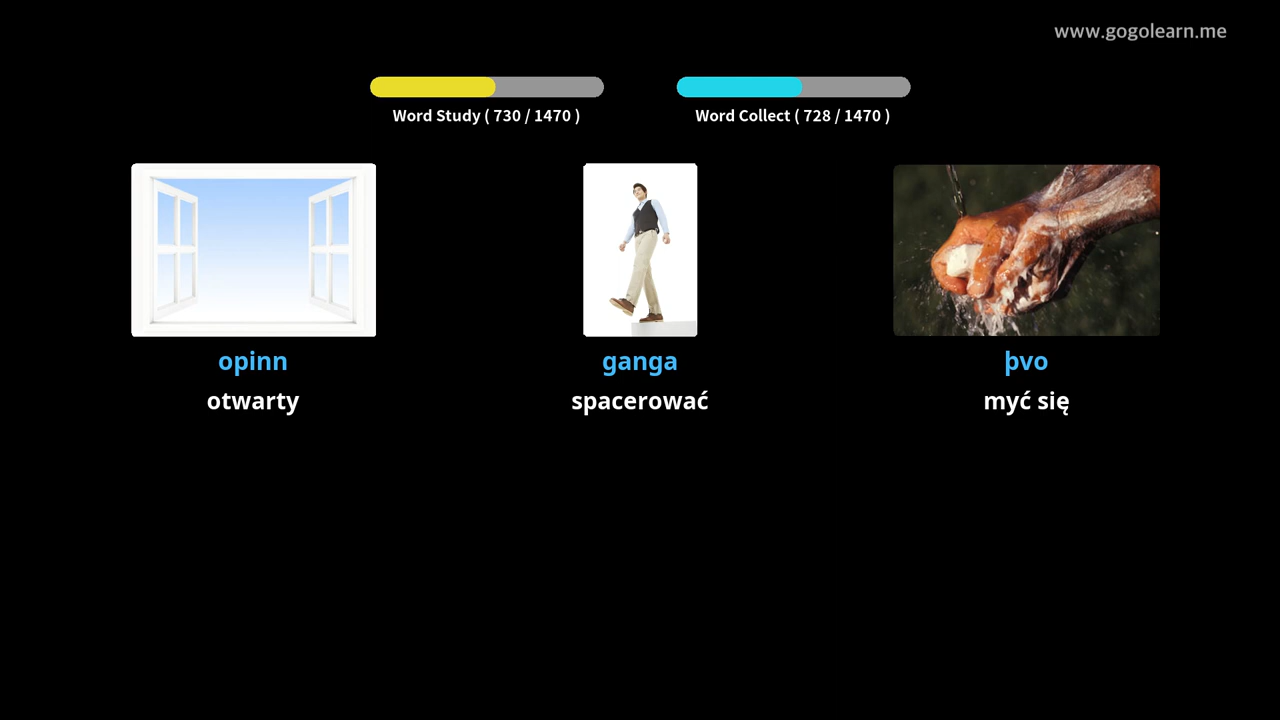 www.gogolearn.me
Word Study ( 730 / 1470 )
Word Collect ( 728 / 1470 )
opinn
otwarty
ganga
spacerować
þvo
myć się